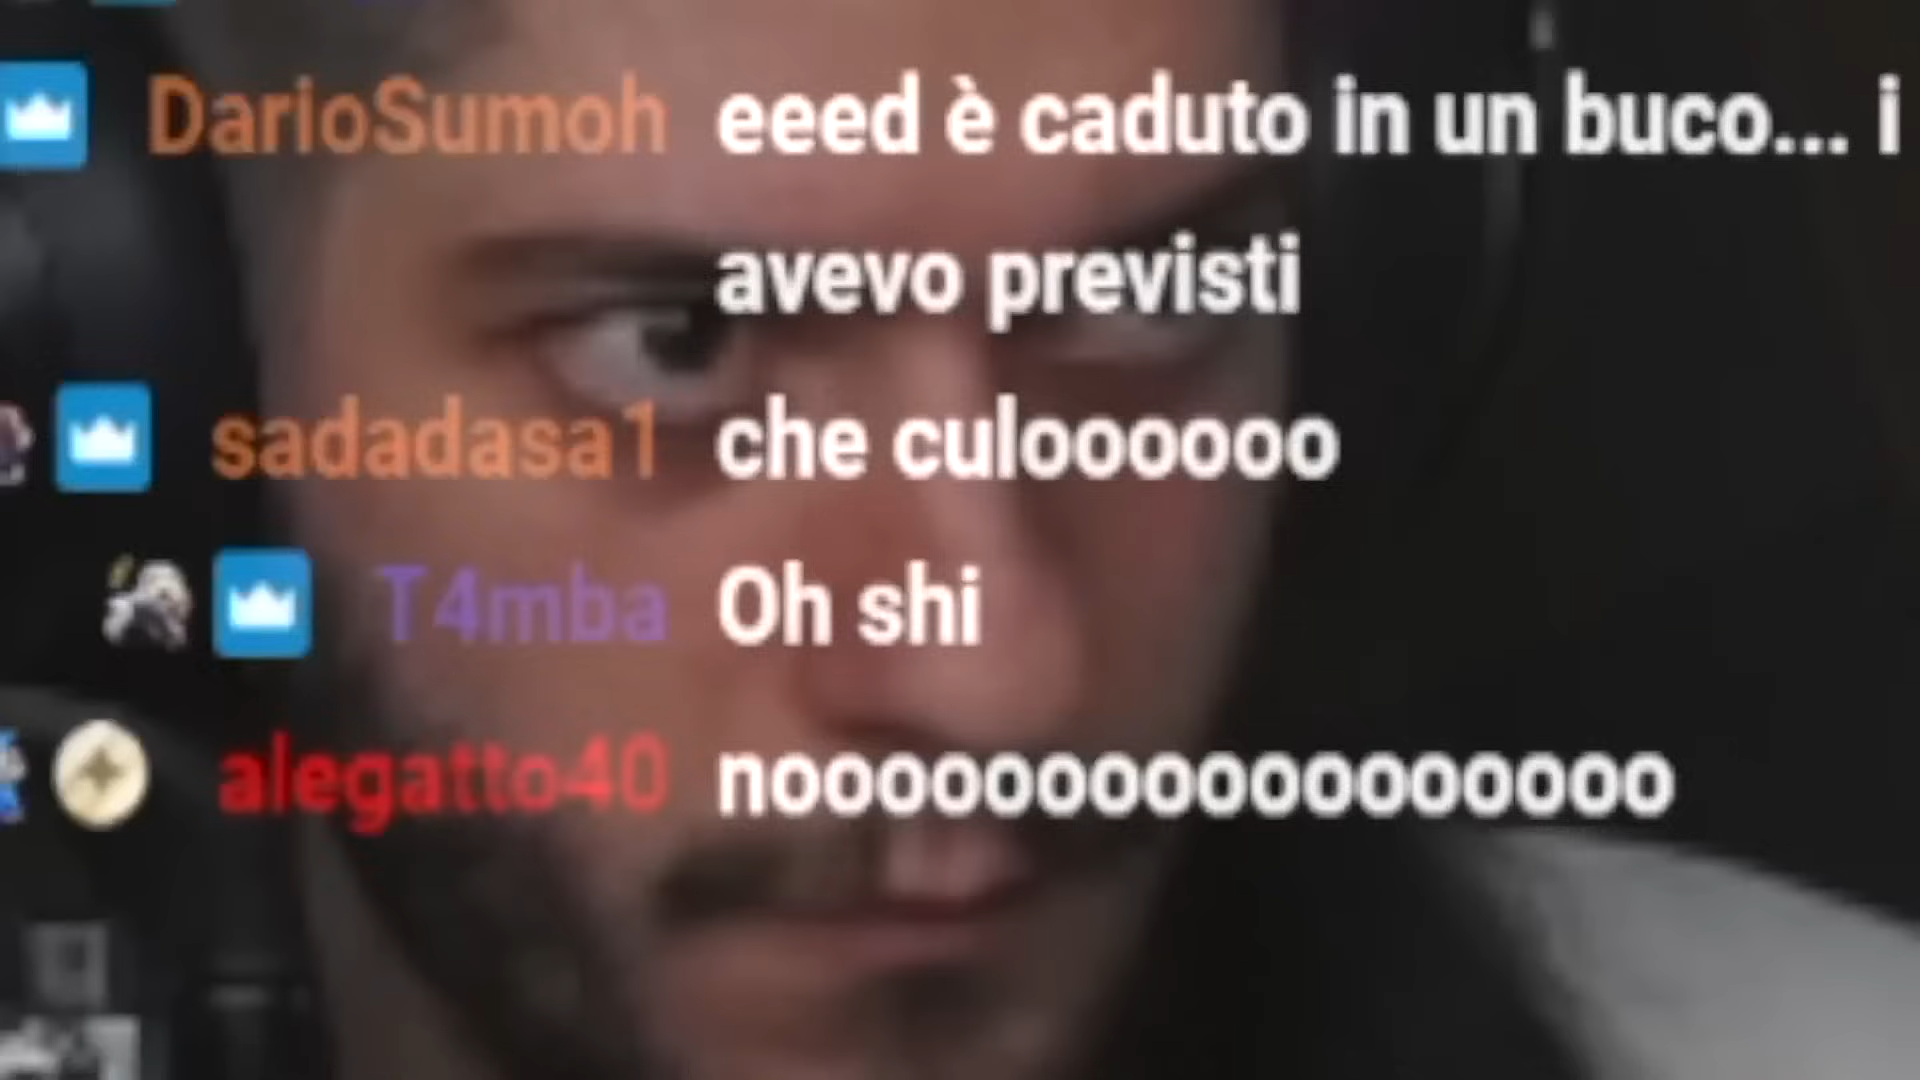 DarioSumoh eeed è caduto in un buco... i
avevo previsti
sadadasa1 che culooooooo
T4mba Oh shi
alegatto40 noooooooooooooooooo